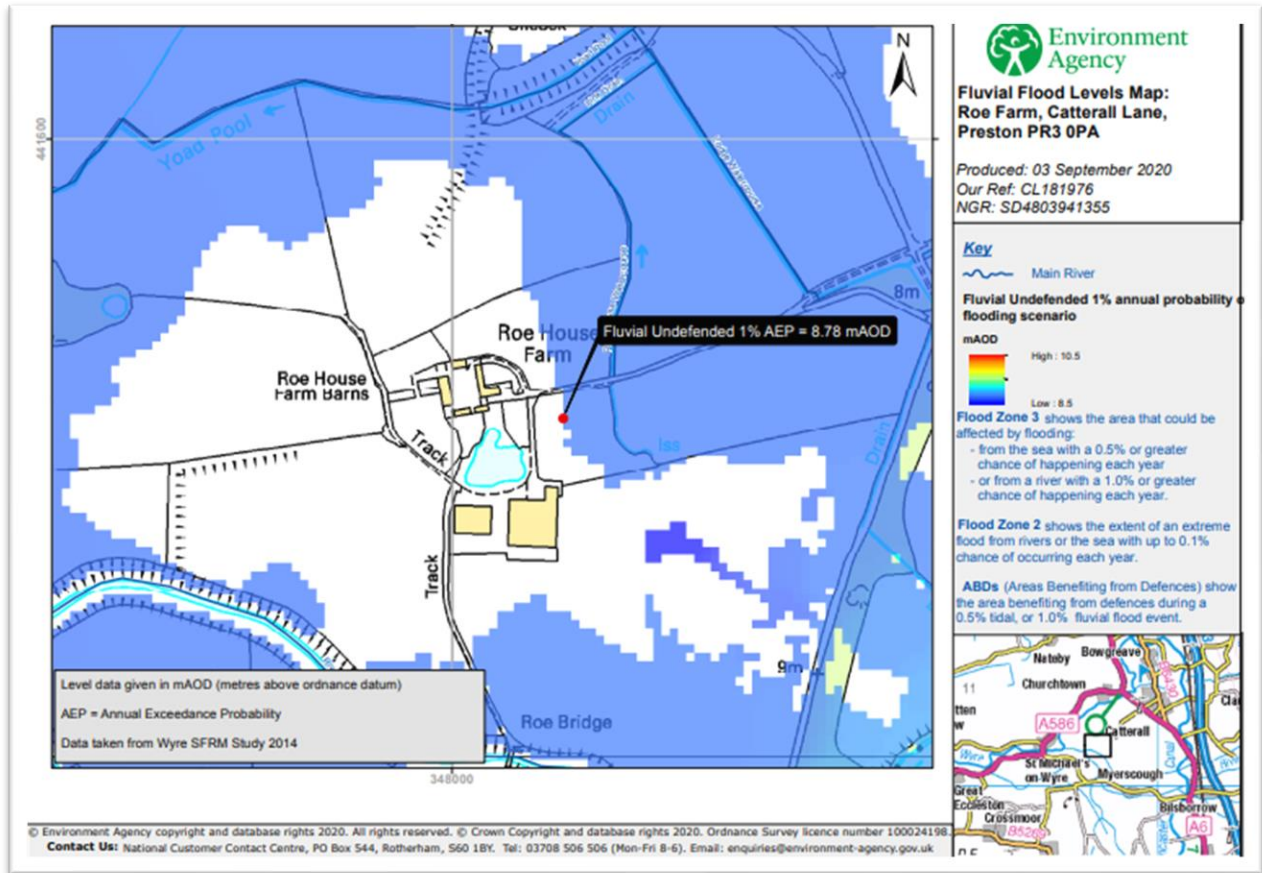 N
441600
Yoad Pool
Drain
8m
Fluvial Undefended 1% AEP = 8.78 mAOD
Roe House
Farm
Roe House
Farm Barns
Track
Iss
Drain
Track
9m
Roe Bridge
Level data given in mAOD (metres above ordnance datum)
AEP = Annual Exceedance Probability
Data taken from Wyre SFRM Study 2014
348000
Environment
Agency
Fluvial Flood Levels Map:
Roe Farm, Catterall Lane,
Preston PR3 0PA
Produced: 03 September 2020
Our Ref: CL181976
NGR: SD4803941355
Key
Main River
Fluvial Undefended 1% annual probability o
flooding scenario
mAOD
High : 10.5
Low : 8.5
Flood Zone 3 shows the area that could be
affected by flooding:
- from the sea with a 0.5% or greater
chance of happening each year
- or from a river with a 1.0% or greater
chance of happening each year.
Flood Zone 2 shows the extent of an extreme
flood from rivers or the sea with up to 0.1%
chance of occurring each year.
ABDs (Areas Benefiting from Defences) show
the area benefiting from defences during a
0.5% tidal, or 1.0% fluvial flood event.
Nateby
Bowgreave
11
Churchtown
B6430
tten
w
A586
Catterall
Wyre
St Michael's
on-Wyre
Myerscough
Canal
Great
Eccleston
Crossmoor
Bilsborrow
A6
© Environment Agency copyright and database rights 2020. All rights reserved. © Crown Copyright and database rights 2020. Ordnance Survey licence number 100024198.
Contact Us: National Customer Contact Centre, PO Box 544, Rotherham, S60 1BY. Tel: 03708 506 506 (Mon-Fri 8-6). Email: enquiries@environment-agency.gov.uk